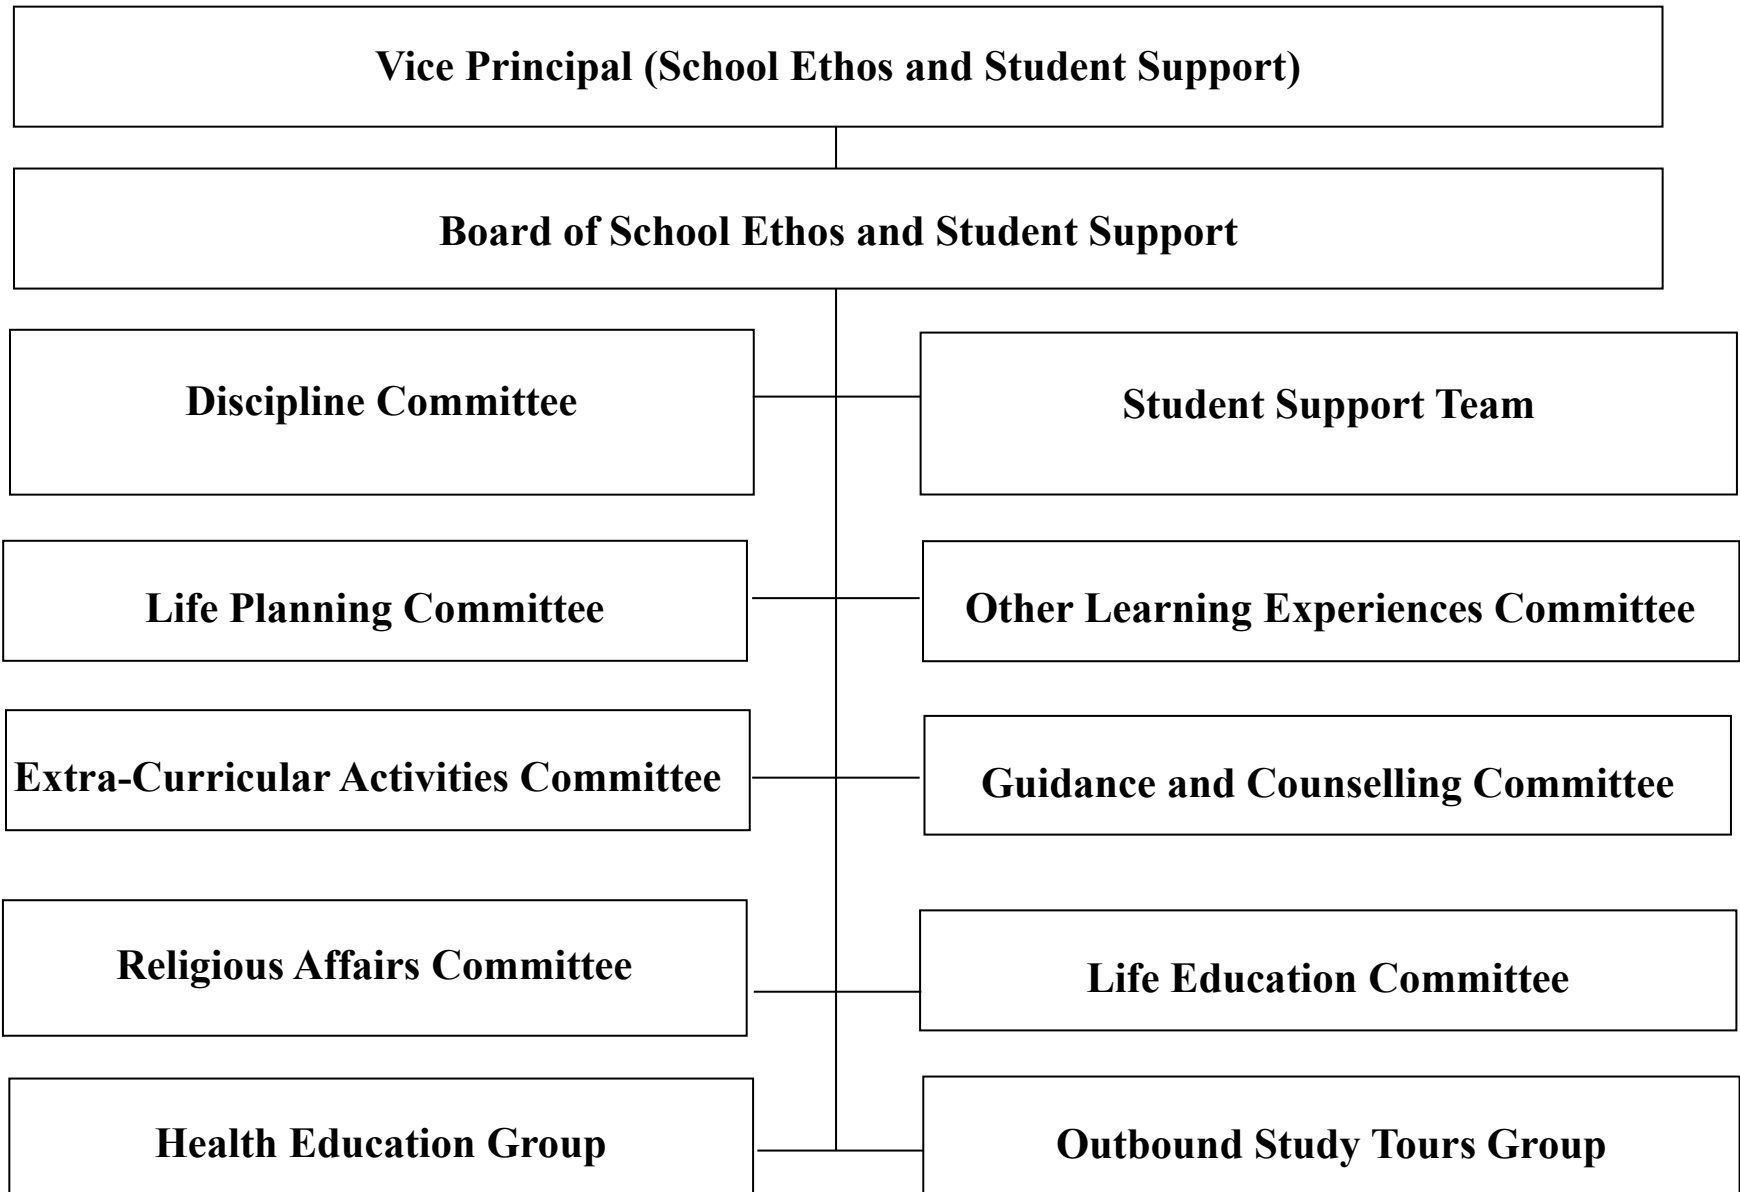 Vice Principal (School Ethos and Student Support)
Board of School Ethos and Student Support
Discipline Committee
Student Support Team
Life Planning Committee
Other Learning Experiences Committee
Extra-Curricular Activities Committee
Guidance and Counselling Committee
Religious Affairs Committee
Life Education Committee
Health Education Group
Outbound Study Tours Group